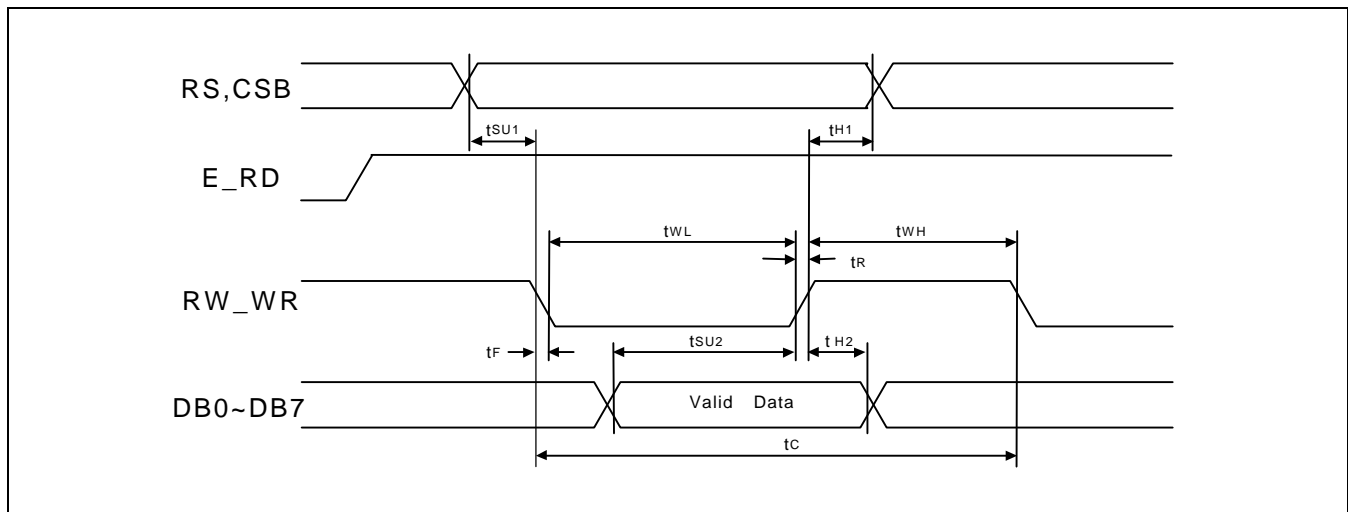 RS,CSB
tSU1
tH1
E_RD
tWL
tWH
tR
RW_WR
tF
tSU2
tH2
DB0~DB7
Valid Data
tC